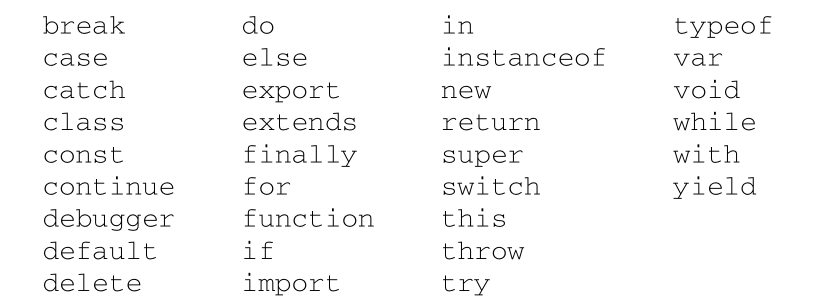 break do in typeof
case else instanceof var
catch export new void
class extends return while
const finally super with
continue for switch yield
debugger function this
default if throw
delete import try